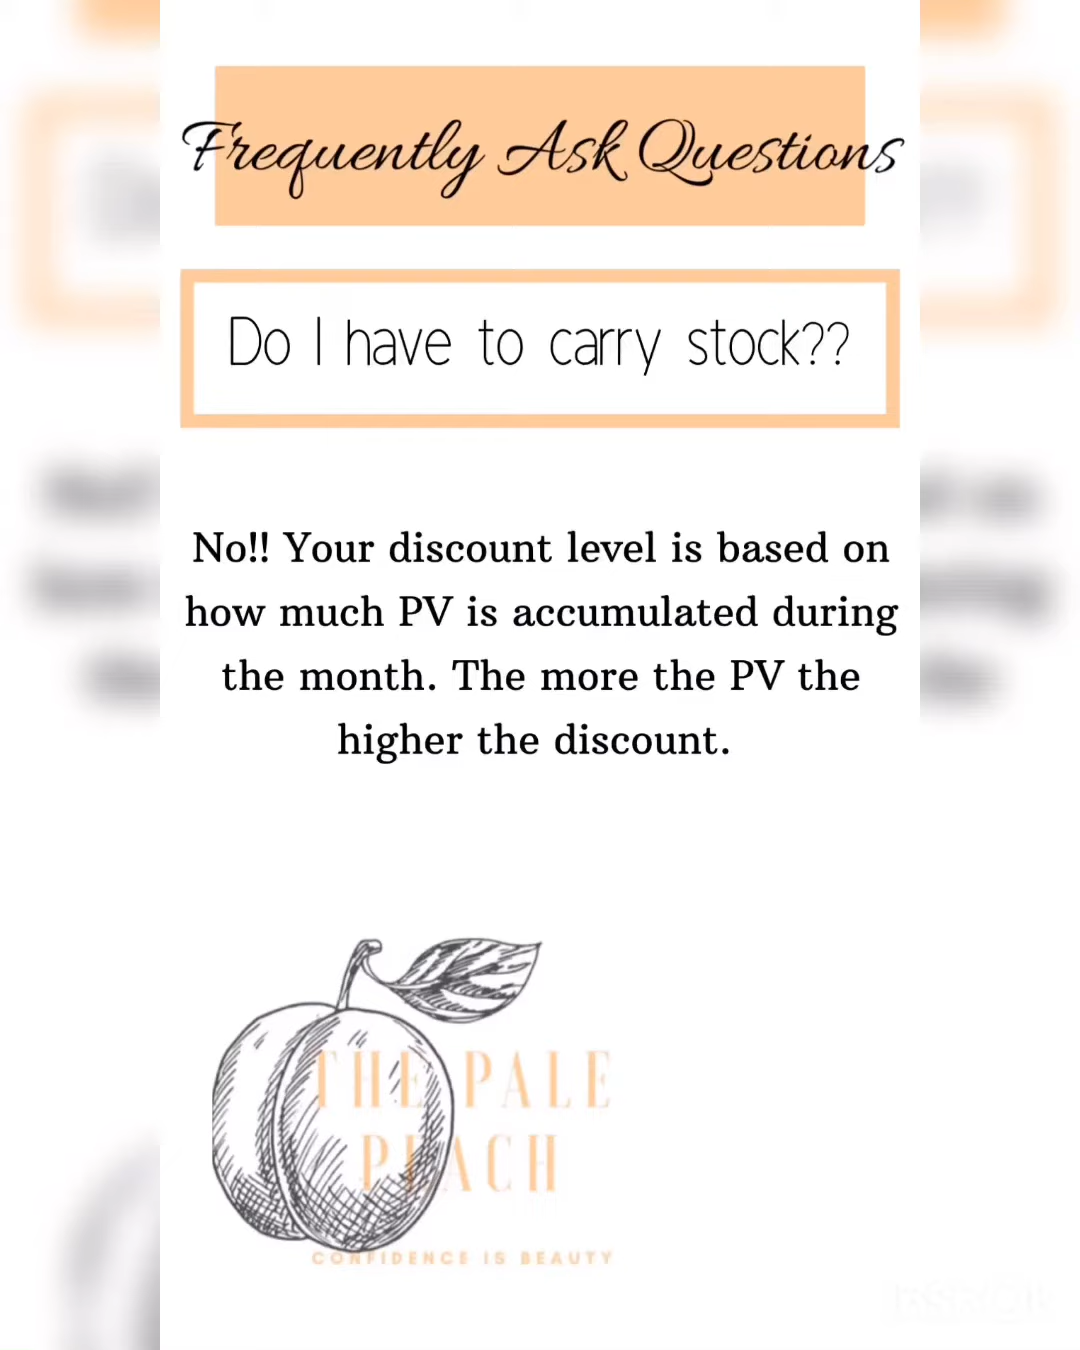 Frequently Ask Questions
Do I have to carry stock??
No!! Your discount level is based on
how much PV is accumulated during
the month. The more the PV the
higher the discount.
THE PALE
PEACH
CONFIDENCE IS BEAUTY